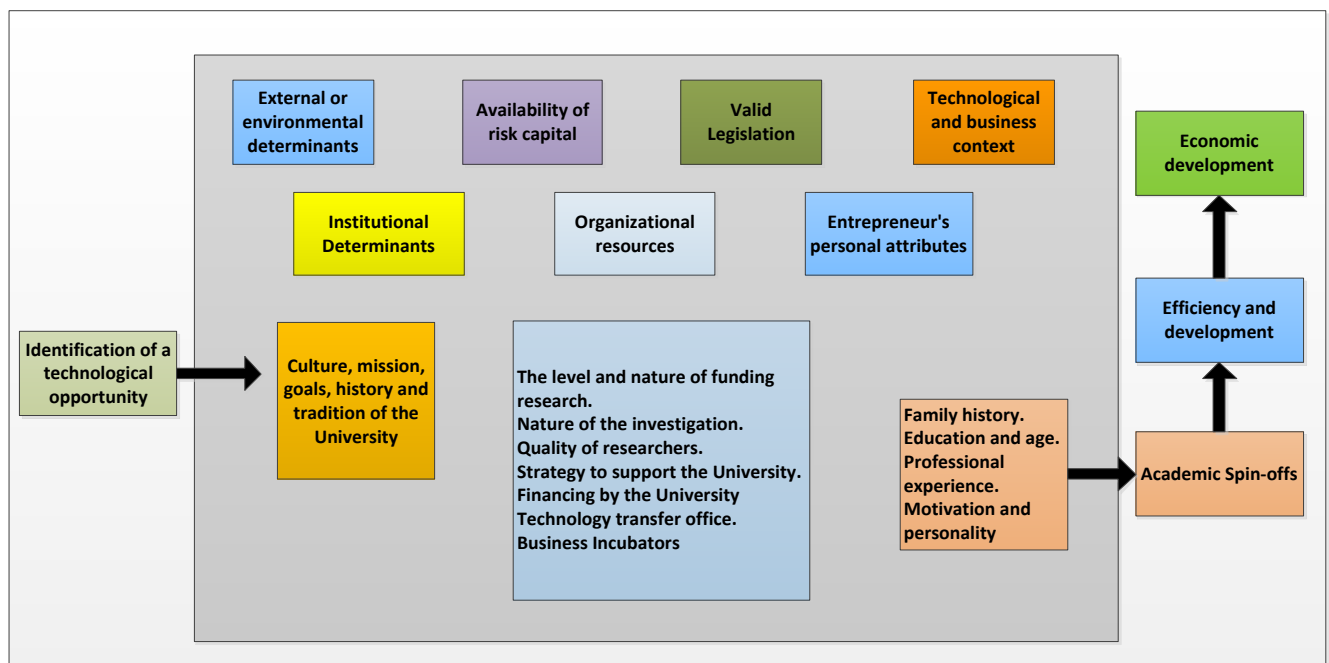 External or
environmental
determinants
Availability of
risk capital
Valid
Legislation
Technological
and business
context
Economic
development
Institutional
Determinants
Organizational
resources
Entrepreneur's
personal attributes
Efficiency and
development
Identification of a
technological
opportunity
Culture, mission,
goals, history and
tradition of the
University
The level and nature of funding
research.
Nature of the investigation.
Quality of researchers.
Strategy to support the University.
Financing by the University
Technology transfer office.
Business Incubators
Family history.
Education and age.
Professional
experience.
Motivation and
personality
Academic Spin-offs